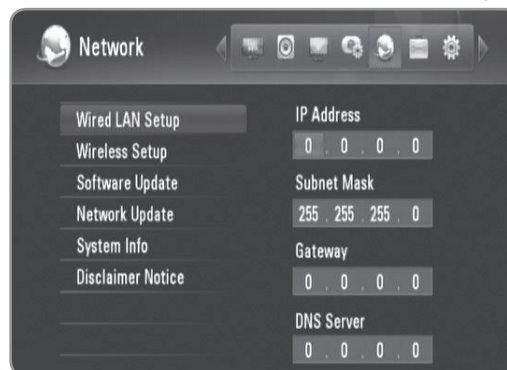 Network
Wired LAN Setup
Wireless Setup
Software Update
Network Update
System Info
Disclaimer Notice
IP Address
0 . 0 . 0 . 0
Subnet Mask
255 . 255 . 255 . 0
Gateway
0 . 0 . 0 . 0
DNS Server
0 . 0 . 0 . 0